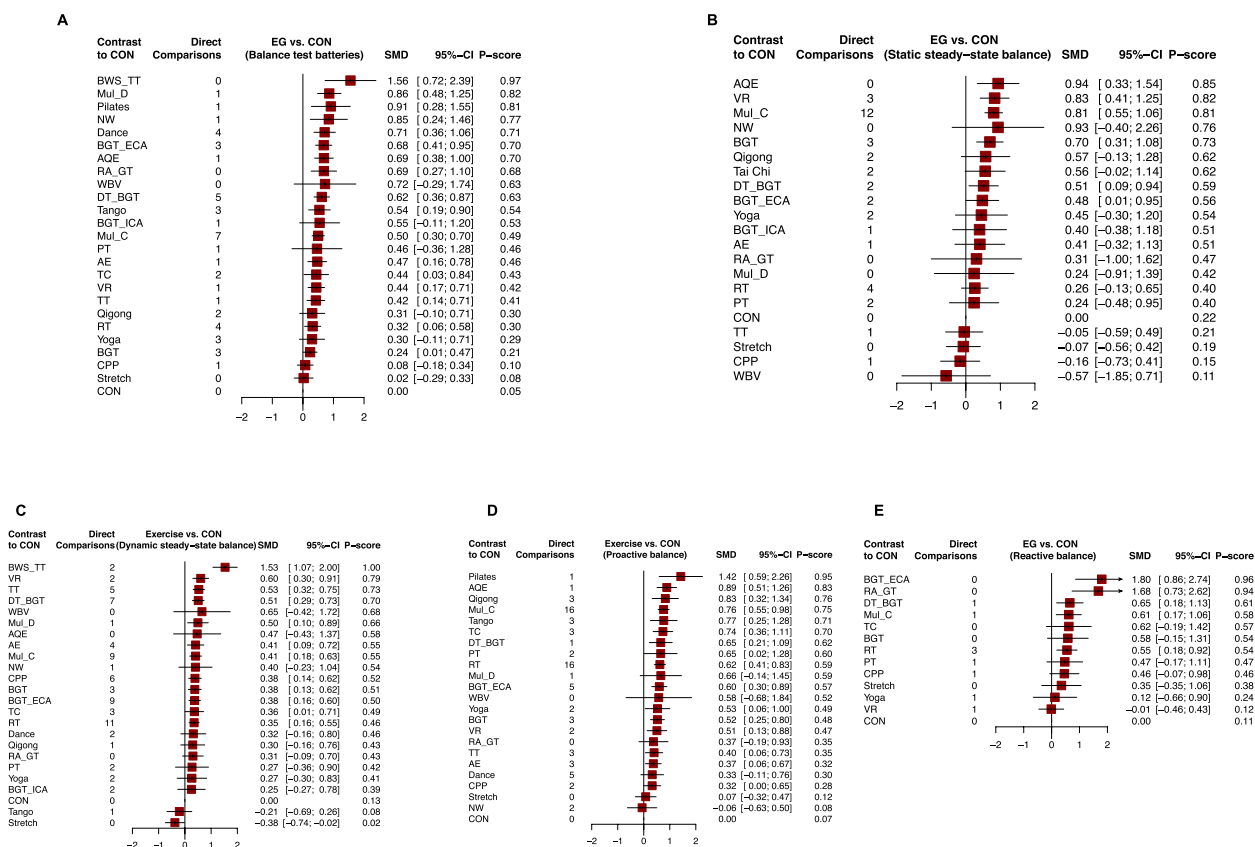 A
Contrast Direct EG vs. CON
to CON Comparisons (Balance test batteries) SMD 95%−CI P−score
BWS_TT 0 1.56 [ 0.72; 2.39] 0.97
Mul_D 1 0.86 [ 0.48; 1.25] 0.82
Pilates 1 0.91 [ 0.28; 1.55] 0.81
NW 1 0.85 [ 0.24; 1.46] 0.77
Dance 4 0.71 [ 0.36; 1.06] 0.71
BGT_ECA 3 0.68 [ 0.41; 0.95] 0.70
AQE 1 0.69 [ 0.38; 1.00] 0.70
RA_GT 0 0.69 [ 0.27; 1.10] 0.68
WBV 0 0.72 [−0.29; 1.74] 0.63
DT_BGT 5 0.62 [ 0.36; 0.87] 0.63
Tango 3 0.54 [ 0.19; 0.90] 0.54
BGT_ICA 1 0.55 [−0.11; 1.20] 0.53
Mul_C 7 0.50 [ 0.30; 0.70] 0.49
PT 1 0.46 [−0.36; 1.28] 0.46
AE 1 0.47 [ 0.16; 0.78] 0.46
TC 2 0.44 [ 0.03; 0.84] 0.43
VR 1 0.44 [ 0.17; 0.71] 0.42
TT 1 0.42 [ 0.14; 0.71] 0.41
Qigong 2 0.31 [−0.10; 0.71] 0.30
RT 4 0.32 [ 0.06; 0.58] 0.30
Yoga 3 0.30 [−0.11; 0.71] 0.29
BGT 3 0.24 [ 0.01; 0.47] 0.21
CPP 1 0.08 [−0.18; 0.34] 0.10
Stretch 0 0.02 [−0.29; 0.33] 0.08
CON 0 0.00 0.05
−2 −1 0 1 2
B
Contrast Direct EG vs. CON
to CON Comparisons (Static steady−state balance) SMD 95%−CI P−score
AQE 0 0.94 [ 0.33; 1.54] 0.85
VR 3 0.83 [ 0.41; 1.25] 0.82
Mul_C 12 0.81 [ 0.55; 1.06] 0.81
NW 0 0.93 [−0.40; 2.26] 0.76
BGT 3 0.70 [ 0.31; 1.08] 0.73
Qigong 2 0.57 [−0.13; 1.28] 0.62
Tai Chi 2 0.56 [−0.02; 1.14] 0.62
DT_BGT 2 0.51 [ 0.09; 0.94] 0.59
BGT_ECA 2 0.48 [ 0.01; 0.95] 0.56
Yoga 2 0.45 [−0.30; 1.20] 0.54
BGT_ICA 1 0.40 [−0.38; 1.18] 0.51
AE 1 0.41 [−0.32; 1.13] 0.51
RA_GT 0 0.31 [−1.00; 1.62] 0.47
Mul_D 0 0.24 [−0.91; 1.39] 0.42
RT 4 0.26 [−0.13; 0.65] 0.40
PT 2 0.24 [−0.48; 0.95] 0.40
CON 0 0.00 0.22
TT 1 −0.05 [−0.59; 0.49] 0.21
Stretch 0 −0.07 [−0.56; 0.42] 0.19
CPP 1 −0.16 [−0.73; 0.41] 0.15
WBV 0 −0.57 [−1.85; 0.71] 0.11
−2 −1 0 1 2
C
Contrast Direct Exercise vs. CON
to CON Comparisons (Dynamic steady−state balance) SMD 95%−CI P−score
BWS_TT 2 1.53 [ 1.07; 2.00] 1.00
VR 2 0.60 [ 0.30; 0.91] 0.79
TT 5 0.53 [ 0.32; 0.75] 0.73
DT_BGT 7 0.51 [ 0.29; 0.73] 0.70
WBV 0 0.65 [−0.42; 1.72] 0.68
Mul_D 1 0.50 [ 0.10; 0.89] 0.66
AQE 0 0.47 [−0.43; 1.37] 0.58
AE 4 0.41 [ 0.09; 0.72] 0.55
Mul_C 9 0.41 [ 0.18; 0.63] 0.55
NW 1 0.40 [−0.23; 1.04] 0.54
CPP 6 0.38 [ 0.14; 0.62] 0.52
BGT 3 0.38 [ 0.13; 0.62] 0.51
BGT_ECA 9 0.38 [ 0.16; 0.60] 0.50
TC 3 0.36 [ 0.01; 0.71] 0.49
RT 11 0.35 [ 0.16; 0.55] 0.46
Dance 2 0.32 [−0.16; 0.80] 0.46
Qigong 1 0.30 [−0.16; 0.76] 0.43
RA_GT 0 0.31 [−0.09; 0.70] 0.43
PT 2 0.27 [−0.36; 0.90] 0.42
Yoga 2 0.27 [−0.30; 0.83] 0.41
BGT_ICA 2 0.25 [−0.27; 0.78] 0.39
CON 0 0.00 0.13
Tango 1 −0.21 [−0.69; 0.26] 0.08
Stretch 0 −0.38 [−0.74; −0.02] 0.02
−2 −1 0 1 2
D
Contrast Direct Exercise vs. CON
to CON Comparisons (Proactive balance) SMD 95%−CI P−score
Pilates 1 1.42 [ 0.59; 2.26] 0.95
AQE 1 0.89 [ 0.51; 1.26] 0.83
Qigong 3 0.83 [ 0.32; 1.34] 0.76
Mul_C 16 0.76 [ 0.55; 0.98] 0.75
Tango 3 0.77 [ 0.25; 1.28] 0.71
TC 3 0.74 [ 0.36; 1.11] 0.70
DT_BGT 1 0.65 [ 0.21; 1.09] 0.62
PT 2 0.65 [ 0.02; 1.28] 0.60
RT 16 0.62 [ 0.41; 0.83] 0.59
Mul_D 1 0.66 [−0.14; 1.45] 0.59
BGT_ECA 5 0.60 [ 0.30; 0.89] 0.57
WBV 0 0.58 [−0.68; 1.84] 0.52
Yoga 2 0.53 [ 0.06; 1.00] 0.49
BGT 3 0.52 [ 0.25; 0.80] 0.48
VR 2 0.51 [ 0.13; 0.88] 0.47
RA_GT 0 0.37 [−0.19; 0.93] 0.35
TT 3 0.40 [ 0.06; 0.73] 0.35
AE 3 0.37 [ 0.06; 0.67] 0.32
Dance 5 0.33 [−0.11; 0.76] 0.30
CPP 2 0.32 [ 0.00; 0.65] 0.28
Stretch 0 0.07 [−0.32; 0.47] 0.12
NW 2 −0.06 [−0.63; 0.50] 0.08
CON 0 0.00 0.07
−2 −1 0 1 2
E
Contrast Direct EG vs. CON
to CON Comparisons (Reactive balance) SMD 95%−CI P−score
BGT_ECA 0 1.80 [ 0.86; 2.74] 0.96
RA_GT 0 1.68 [ 0.73; 2.62] 0.94
DT_BGT 1 0.65 [ 0.18; 1.13] 0.61
Mul_C 1 0.61 [ 0.17; 1.06] 0.58
TC 0 0.62 [−0.19; 1.42] 0.57
BGT 0 0.58 [−0.15; 1.31] 0.54
RT 3 0.55 [ 0.18; 0.92] 0.54
PT 1 0.47 [−0.17; 1.11] 0.47
CPP 1 0.46 [−0.07; 0.98] 0.46
Stretch 0 0.35 [−0.35; 1.06] 0.38
Yoga 1 0.12 [−0.66; 0.90] 0.24
VR 1 −0.01 [−0.46; 0.43] 0.12
CON 0 0.00 0.11
−2 −1 0 1 2